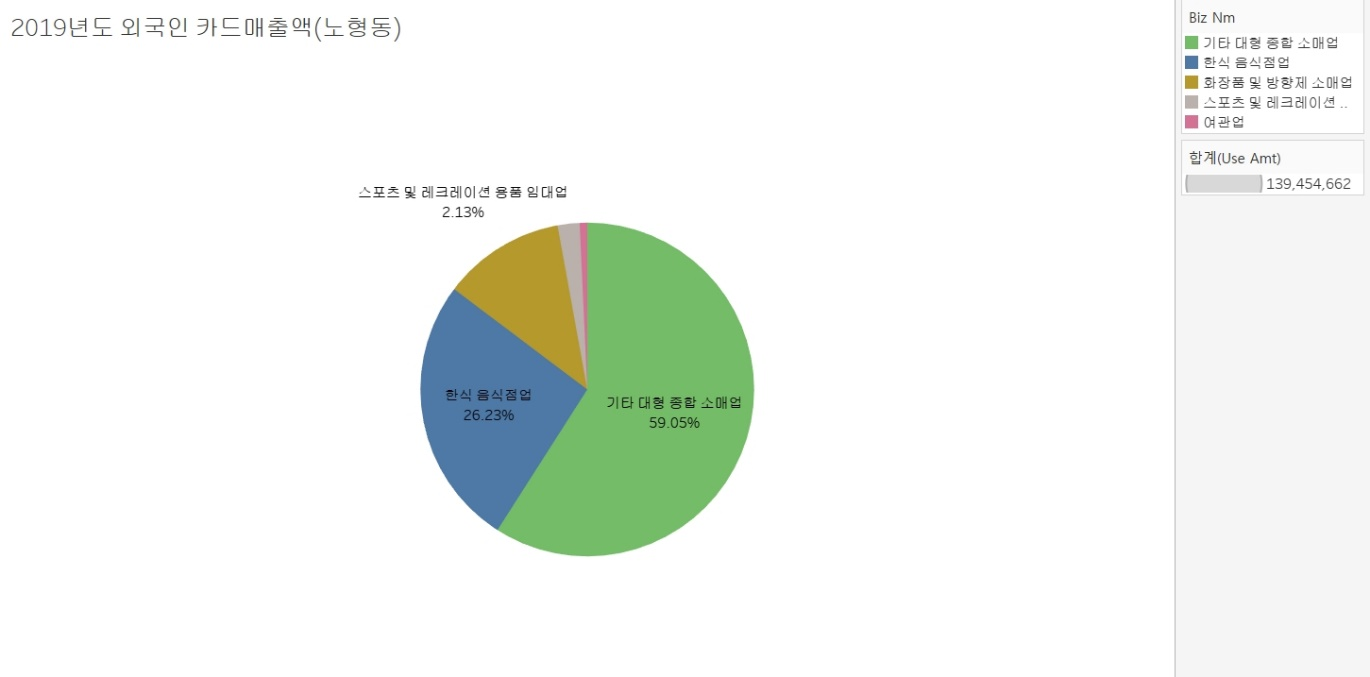 2019년도 외국인 카드매출액(노형동)
스포츠 및 레크레이션 용품 임대업
2.13%
한식 음식점업
26.23%
기타 대형 종합 소매업
59.05%
Biz Nm
기타 대형 종합 소매업
한식 음식점업
화장품 및 방향제 소매업
스포츠 및 레크레이션 ..
여관업
합계(Use Amt)
139,454,662